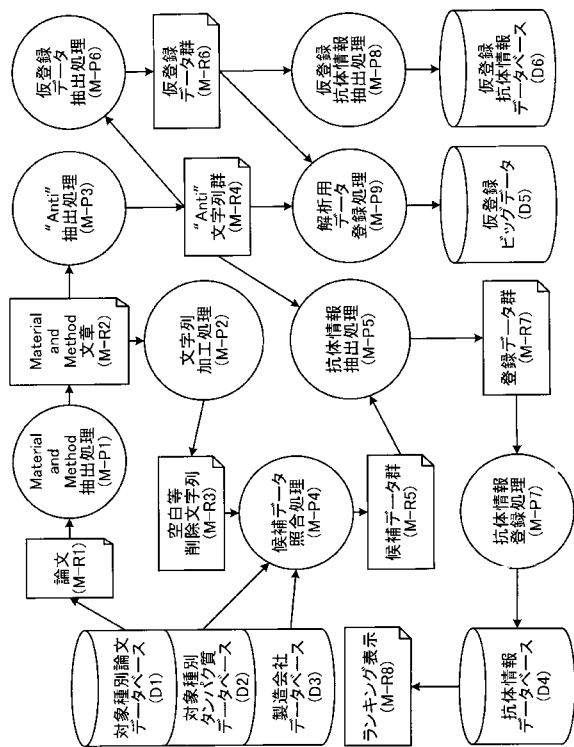 対象種別論文
データベース
(D1)
対象種別
タンパク質
データベース
(D2)
製造会社
データベース
(D3)
論文
(M-R1)
Material
and
Method
抽出処理
(M-P1)
Material
and
Method
文章
(M-R2)
"Anti"
抽出処理
(M-P3)
仮登録
データ
抽出処理
(M-P6)
空白等
削除文字列
(M-R3)
文字列
加工処理
(M-P2)
"Anti"
文字列群
(M-R4)
仮登録
データ群
(M-R6)
候補データ
照合処理
(M-P4)
候補データ群
(M-R5)
抗体情報
抽出処理
(M-P5)
解析用
データ
登録処理
(M-P9)
仮登録
抗体情報
抽出処理
(M-P8)
ランキング表示
(M-R8)
抗体情報
データベース
(D4)
抗体情報
登録処理
(M-P7)
登録データ群
(M-R7)
仮登録
ビッグデータ
(D5)
仮登録
抗体情報
データベース
(D6)